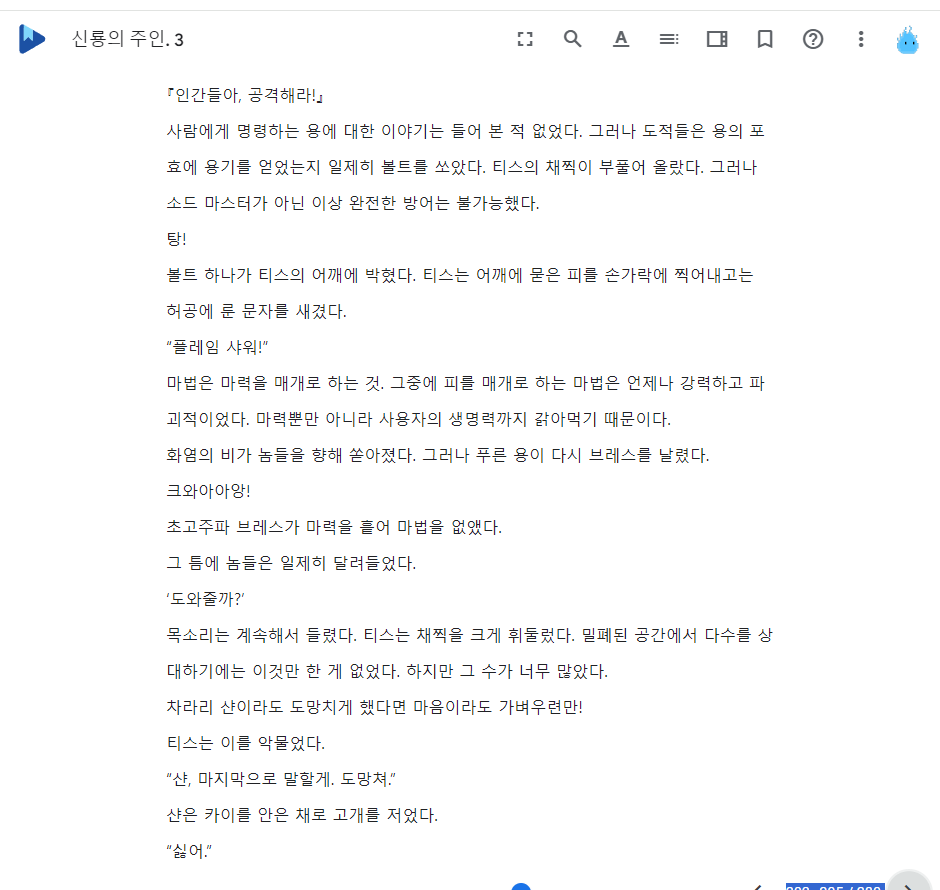 신룡의 주인. 3
『인간들아, 공격해라!』
사람에게 명령하는 용에 대한 이야기는 들어 본 적 없었다. 그러나 도적들은 용의 포
효에 용기를 얻었는지 일제히 볼트를 쏘았다. 티스의 채찍이 부풀어 올랐다. 그러나
소드 마스터가 아닌 이상 완전한 방어는 불가능했다.
탕!
볼트 하나가 티스의 어깨에 박혔다. 티스는 어깨에 묻은 피를 손가락에 찍어내고는
허공에 룬 문자를 새겼다.
“플레임 샤워!”
마법은 마력을 매개로 하는 것. 그중에 피를 매개로 하는 마법은 언제나 강력하고 파
괴적이었다. 마력뿐만 아니라 사용자의 생명력까지 갉아먹기 때문이다.
화염의 비가 놈들을 향해 쏟아졌다. 그러나 푸른 용이 다시 브레스를 날렸다.
크와아아앙!
초고주파 브레스가 마력을 흩어 마법을 없앴다.
그 틈에 놈들은 일제히 달려들었다.
‘도와줄까?’
목소리는 계속해서 들렸다. 티스는 채찍을 크게 휘둘렀다. 밀폐된 공간에서 다수를 상
대하기에는 이것만 한 게 없었다. 하지만 그 수가 너무 많았다.
차라리 샨이라도 도망치게 했다면 마음이라도 가벼우련만!
티스는 이를 악물었다.
“샨, 마지막으로 말할게. 도망쳐.”
샨은 카이를 안은 채로 고개를 저었다.
“싫어.”